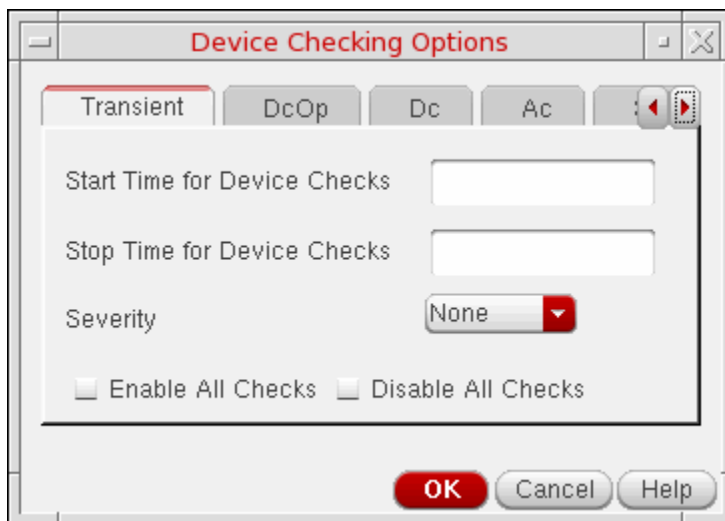 Device Checking Options
Transient DcOp Dc Ac
Start Time for Device Checks
Stop Time for Device Checks
Severity None
Enable All Checks Disable All Checks
OK Cancel Help